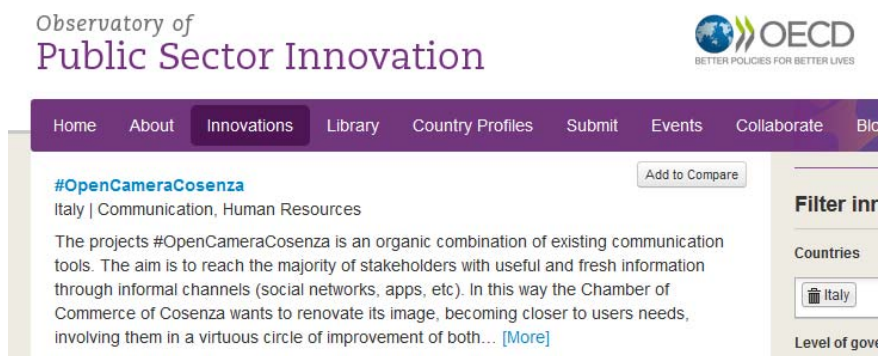 Observatory of
Public Sector Innovation
OECD
BETTER POLICIES FOR BETTER LIVES
Home About Innovations Library Country Profiles Submit Events Collaborate
#OpenCameraCosenza
Add to Compare
Italy | Communication, Human Resources
The projects #OpenCameraCosenza is an organic combination of existing communication
tools. The aim is to reach the majority of stakeholders with useful and fresh information
through informal channels (social networks, apps, etc). In this way the Chamber of
Commerce of Cosenza wants to renovate its image, becoming closer to users needs,
involving them in a virtuous circle of improvement of both... [More]
Filter
Countries
Italy
Level of